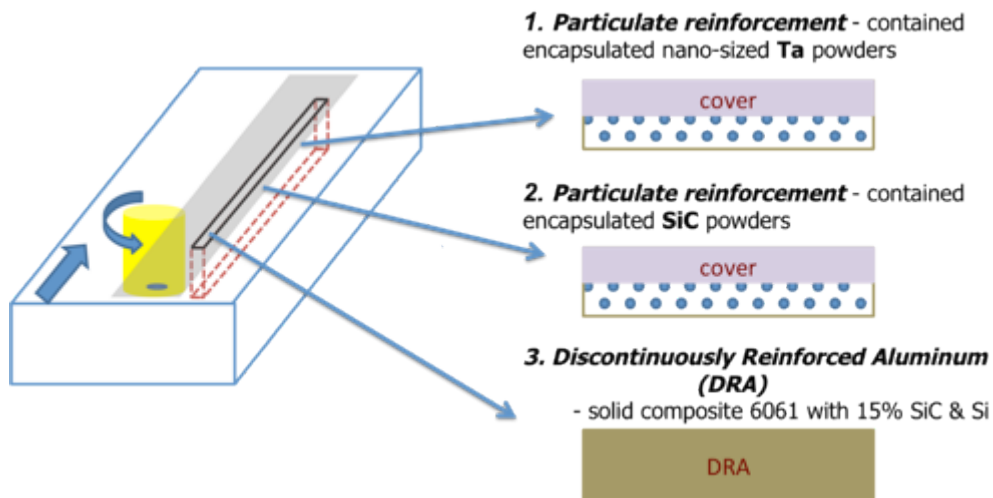 1. Particulate reinforcement - contained
encapsulated nano-sized Ta powders
cover
2. Particulate reinforcement - contained
encapsulated SiC powders
cover
3. Discontinuously Reinforced Aluminum
(DRA)
- solid composite 6061 with 15% SiC & Si
DRA